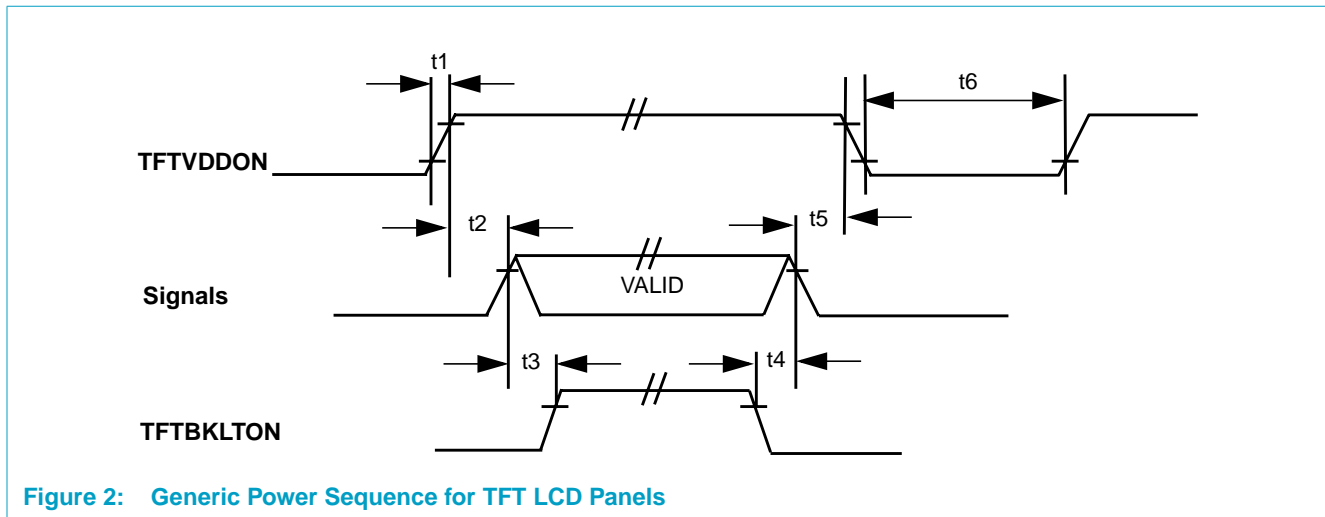 t1
t6
TFTVDDON
t2
t5
Signals
VALID
t3
t4
TFTBKLTON
Figure 2: Generic Power Sequence for TFT LCD Panels